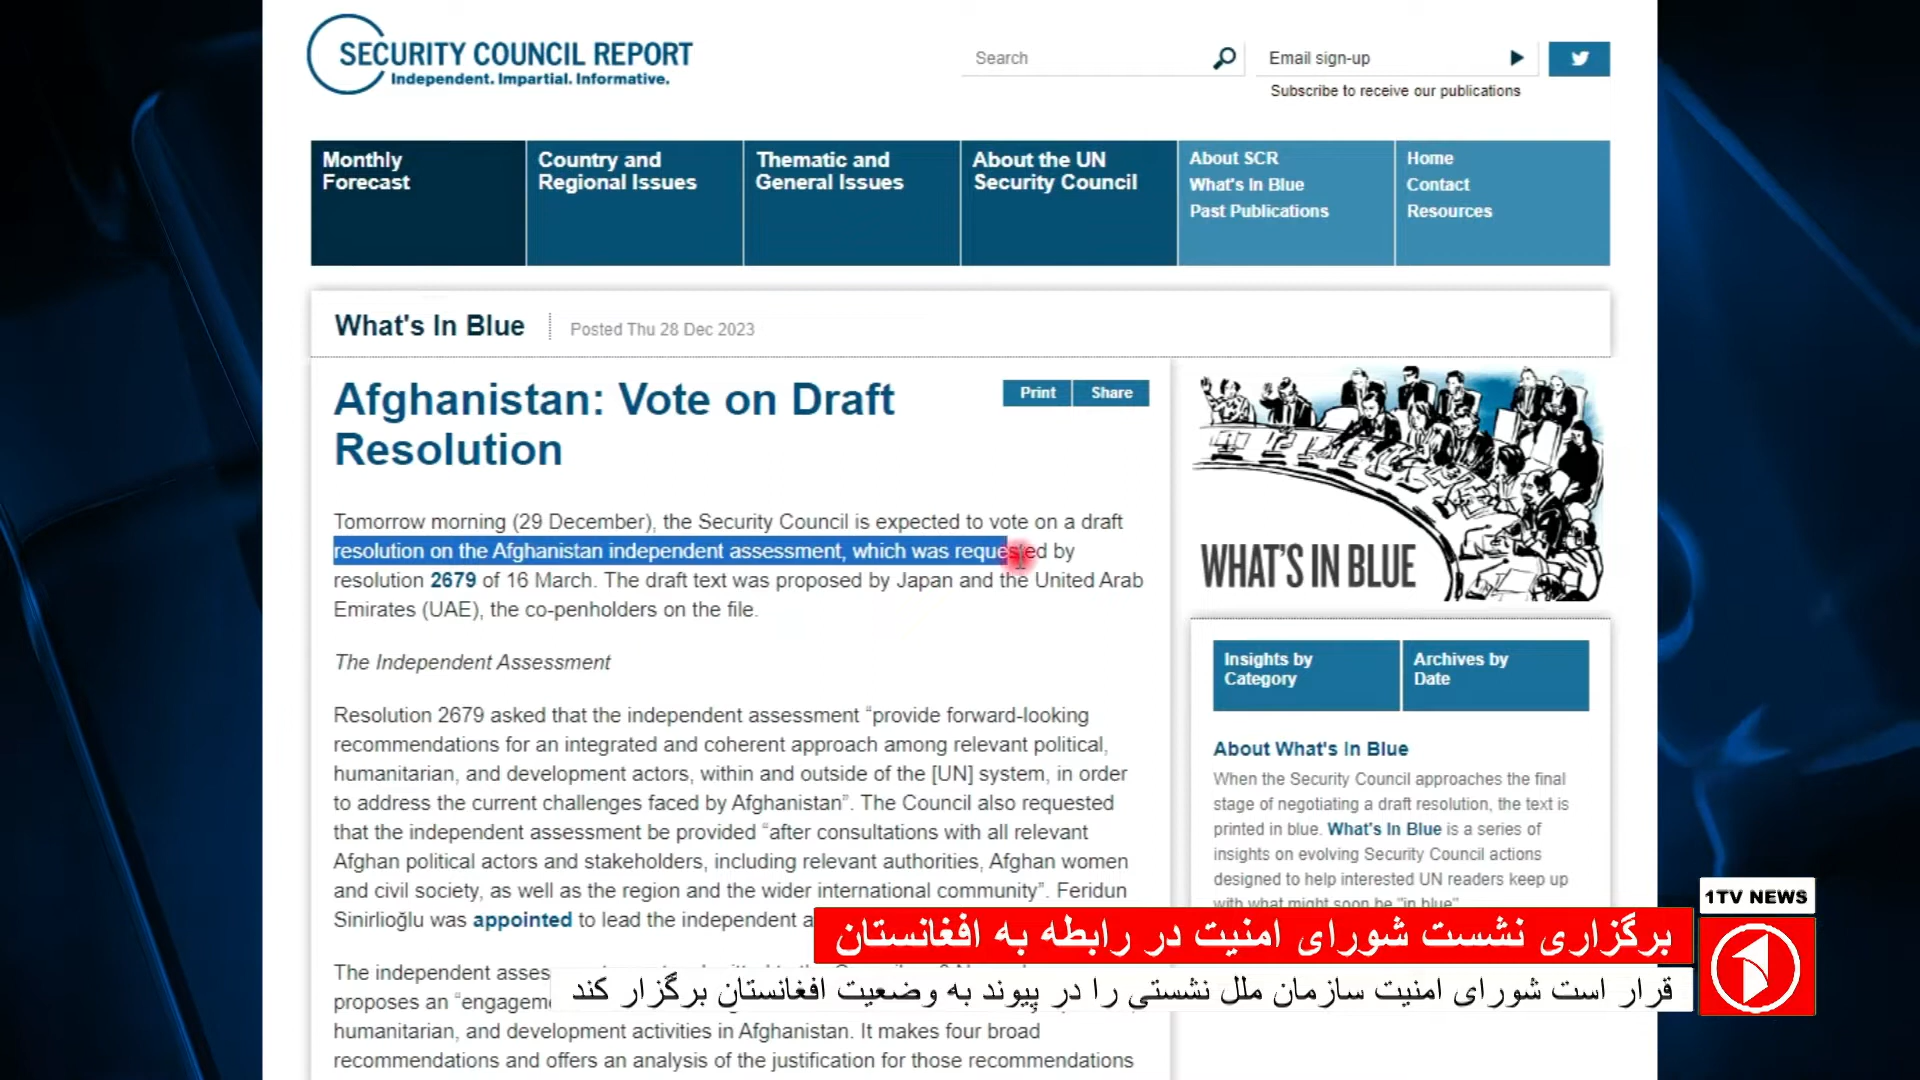 SECURITY COUNCIL REPORT
Independent. Impartial. Informative.
Search
Email sign-up
Subscribe to receive our publications
Monthly
Forecast
Country and
Regional Issues
Thematic and
General Issues
About the UN
Security Council
About SCR
What's In Blue
Past Publications
Home
Contact
Resources
What's In Blue
Posted Thu 28 Dec 2023
Afghanistan: Vote on Draft
Resolution
Print
Share
Tomorrow morning (29 December), the Security Council is expected to vote on a draft
resolution on the Afghanistan independent assessment, which was requested by
resolution 2679 of 16 March. The draft text was proposed by Japan and the United Arab
Emirates (UAE), the co-penholders on the file.
The Independent Assessment
Resolution 2679 asked that the independent assessment “provide forward-looking
recommendations for an integrated and coherent approach among relevant political,
humanitarian, and development actors, within and outside of the [UN] system, in order
to address the current challenges faced by Afghanistan”. The Council also requested
that the independent assessment be provided “after consultations with all relevant
Afghan political actors and stakeholders, including relevant authorities, Afghan women
and civil society, as well as the region and the wider international community”. Feridun
Sinirlioğlu was appointed to lead the independent
The independent
proposes an
humanitarian, and development activities in Afghanistan. It makes four broad
recommendations and offers an analysis of the justification for those recommendations
WHAT'S IN BLUE
Insights by
Category
Archives by
Date
About What's In Blue
When the Security Council approaches the final
stage of negotiating a draft resolution, the text is
printed in blue. What's In Blue is a series of
insights on evolving Security Council actions
designed to help interested UN readers keep up
with what might soon be "in blue".
1TV NEWS
برگزاری نشست شورای امنیت در رابطه به افغانستان
قرار است شورای امنیت سازمان ملل نشستی را در پیوند به وضعیت افغانستان برگزار کند